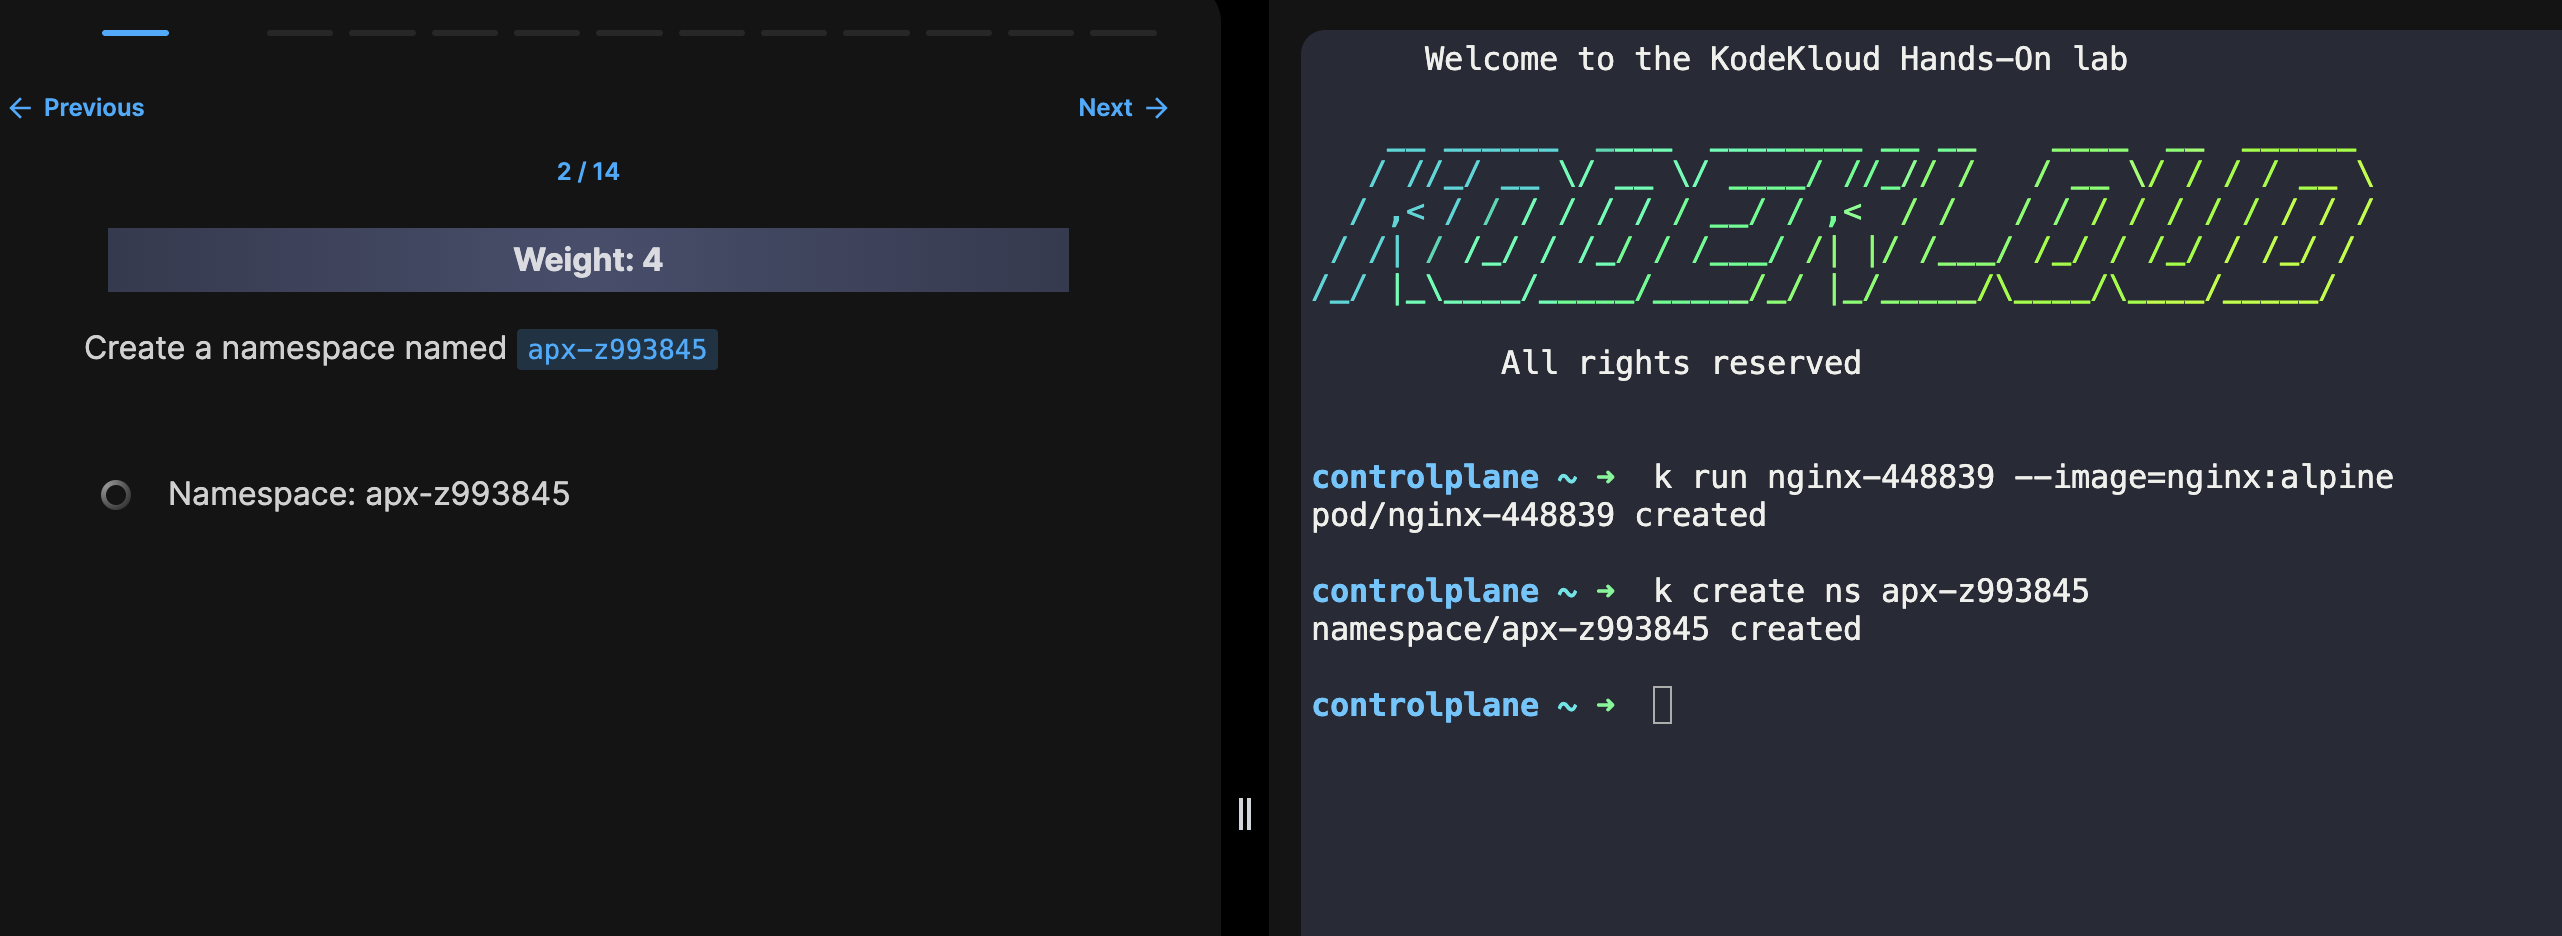 ← Previous
Next →
2 / 14
Weight: 4
Create a namespace named apx-z993845
Namespace: apx-z993845
Welcome to the KodeKloud Hands-On lab
KODEKLOUD
All rights reserved
controlplane ~ ➜  k run nginx-448839 --image=nginx:alpine
pod/nginx-448839 created
controlplane ~ ➜  k create ns apx-z993845
namespace/apx-z993845 created
controlplane ~ ➜